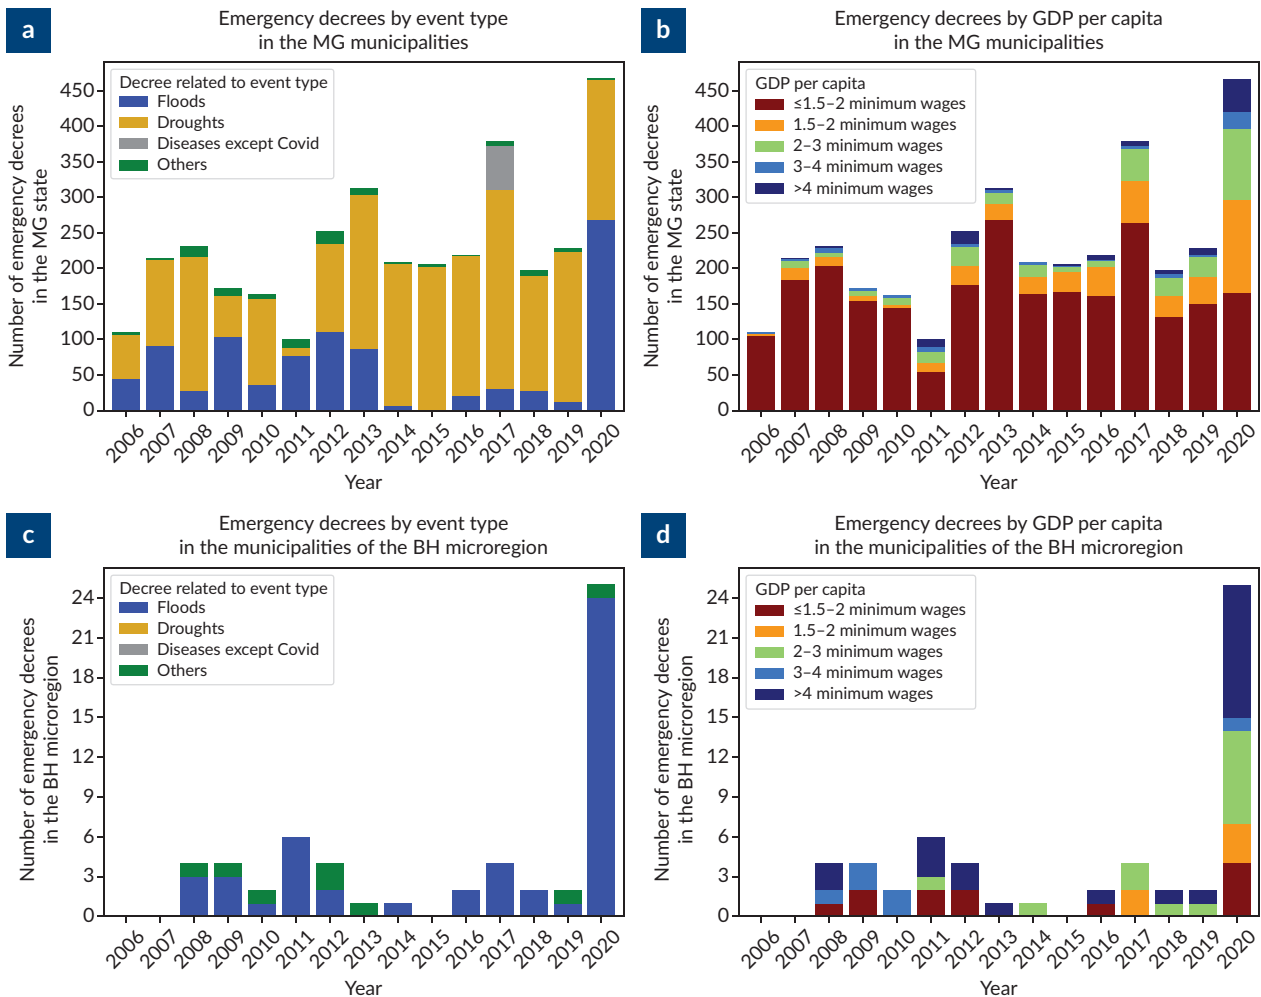 a
Emergency decrees by event type
in the MG municipalities
Number of emergency decrees
in the MG state
450
400
350
300
250
200
150
100
50
0
Decree related to event type
Floods
Droughts
Diseases except Covid
Others
2006 2007 2008 2009 2010 2011 2012 2013 2014 2015 2016 2017 2018 2019 2020
Year
b
Emergency decrees by GDP per capita
in the MG municipalities
Number of emergency decrees
in the MG state
450
400
350
300
250
200
150
100
50
0
GDP per capita
≤1.5–2 minimum wages
1.5–2 minimum wages
2–3 minimum wages
3–4 minimum wages
>4 minimum wages
2006 2007 2008 2009 2010 2011 2012 2013 2014 2015 2016 2017 2018 2019 2020
Year
c
Emergency decrees by event type
in the municipalities of the BH microregion
Number of emergency decrees
in the BH microregion
24
21
18
15
12
9
6
3
0
Decree related to event type
Floods
Droughts
Diseases except Covid
Others
2006 2007 2008 2009 2010 2011 2012 2013 2014 2015 2016 2017 2018 2019 2020
Year
d
Emergency decrees by GDP per capita
in the municipalities of the BH microregion
Number of emergency decrees
in the BH microregion
24
21
18
15
12
9
6
3
0
GDP per capita
≤1.5–2 minimum wages
1.5–2 minimum wages
2–3 minimum wages
3–4 minimum wages
>4 minimum wages
2006 2007 2008 2009 2010 2011 2012 2013 2014 2015 2016 2017 2018 2019 2020
Year